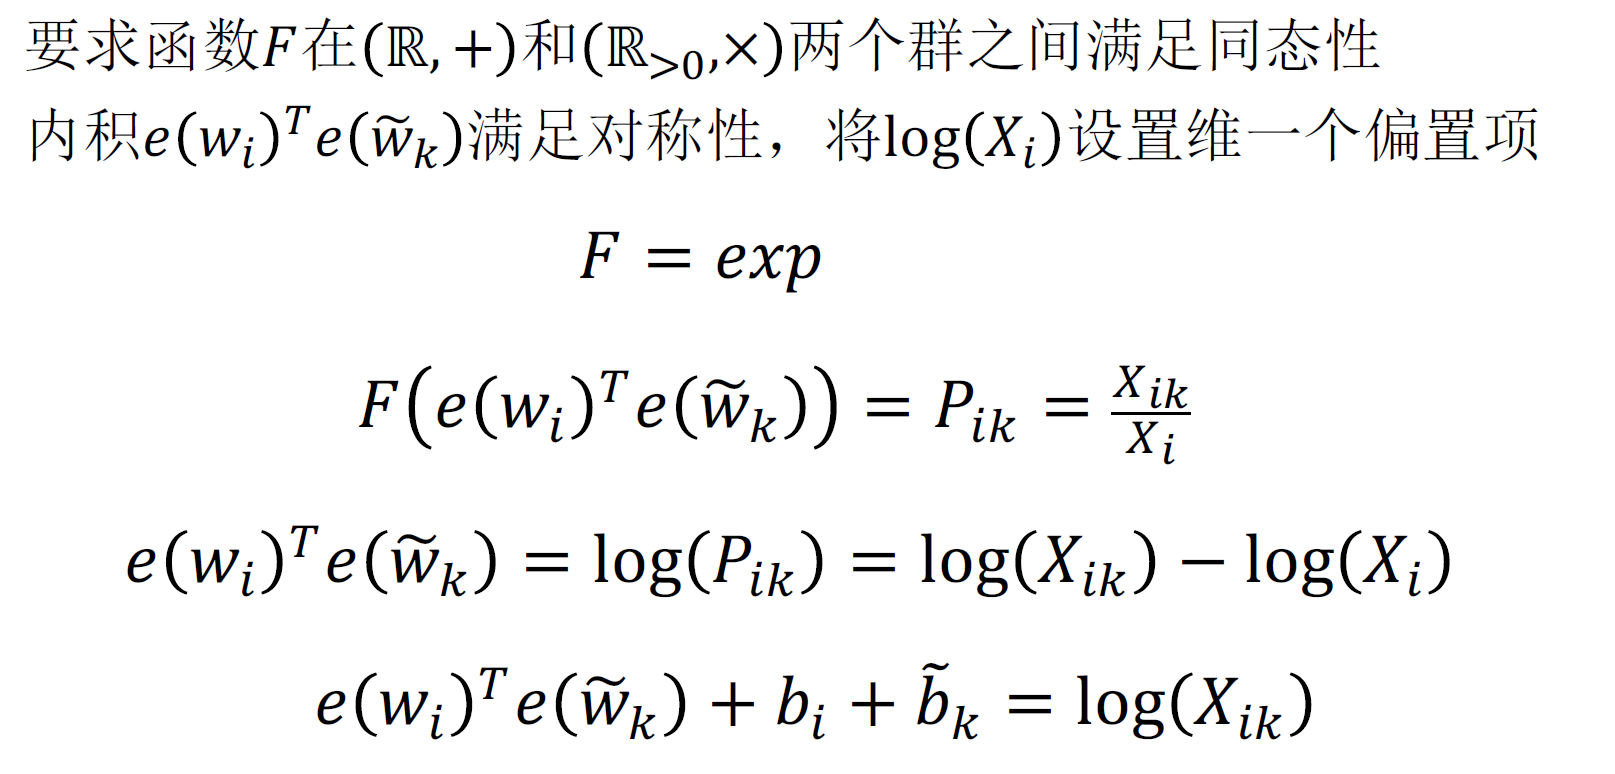 要求函数F在(ℝ, +)和(ℝ>0,×)两个群之间满足同态性
内积e(wᵢ)ᵀe(w̃ₖ)满足对称性，将log(Xᵢ)设置维一个偏置项
F = exp
F(e(wᵢ)ᵀe(w̃ₖ)) = Pᵢₖ = Xᵢₖ/Xᵢ
e(wᵢ)ᵀe(w̃ₖ) = log(Pᵢₖ) = log(Xᵢₖ) − log(Xᵢ)
e(wᵢ)ᵀe(w̃ₖ) + bᵢ + b̃ₖ = log(Xᵢₖ)